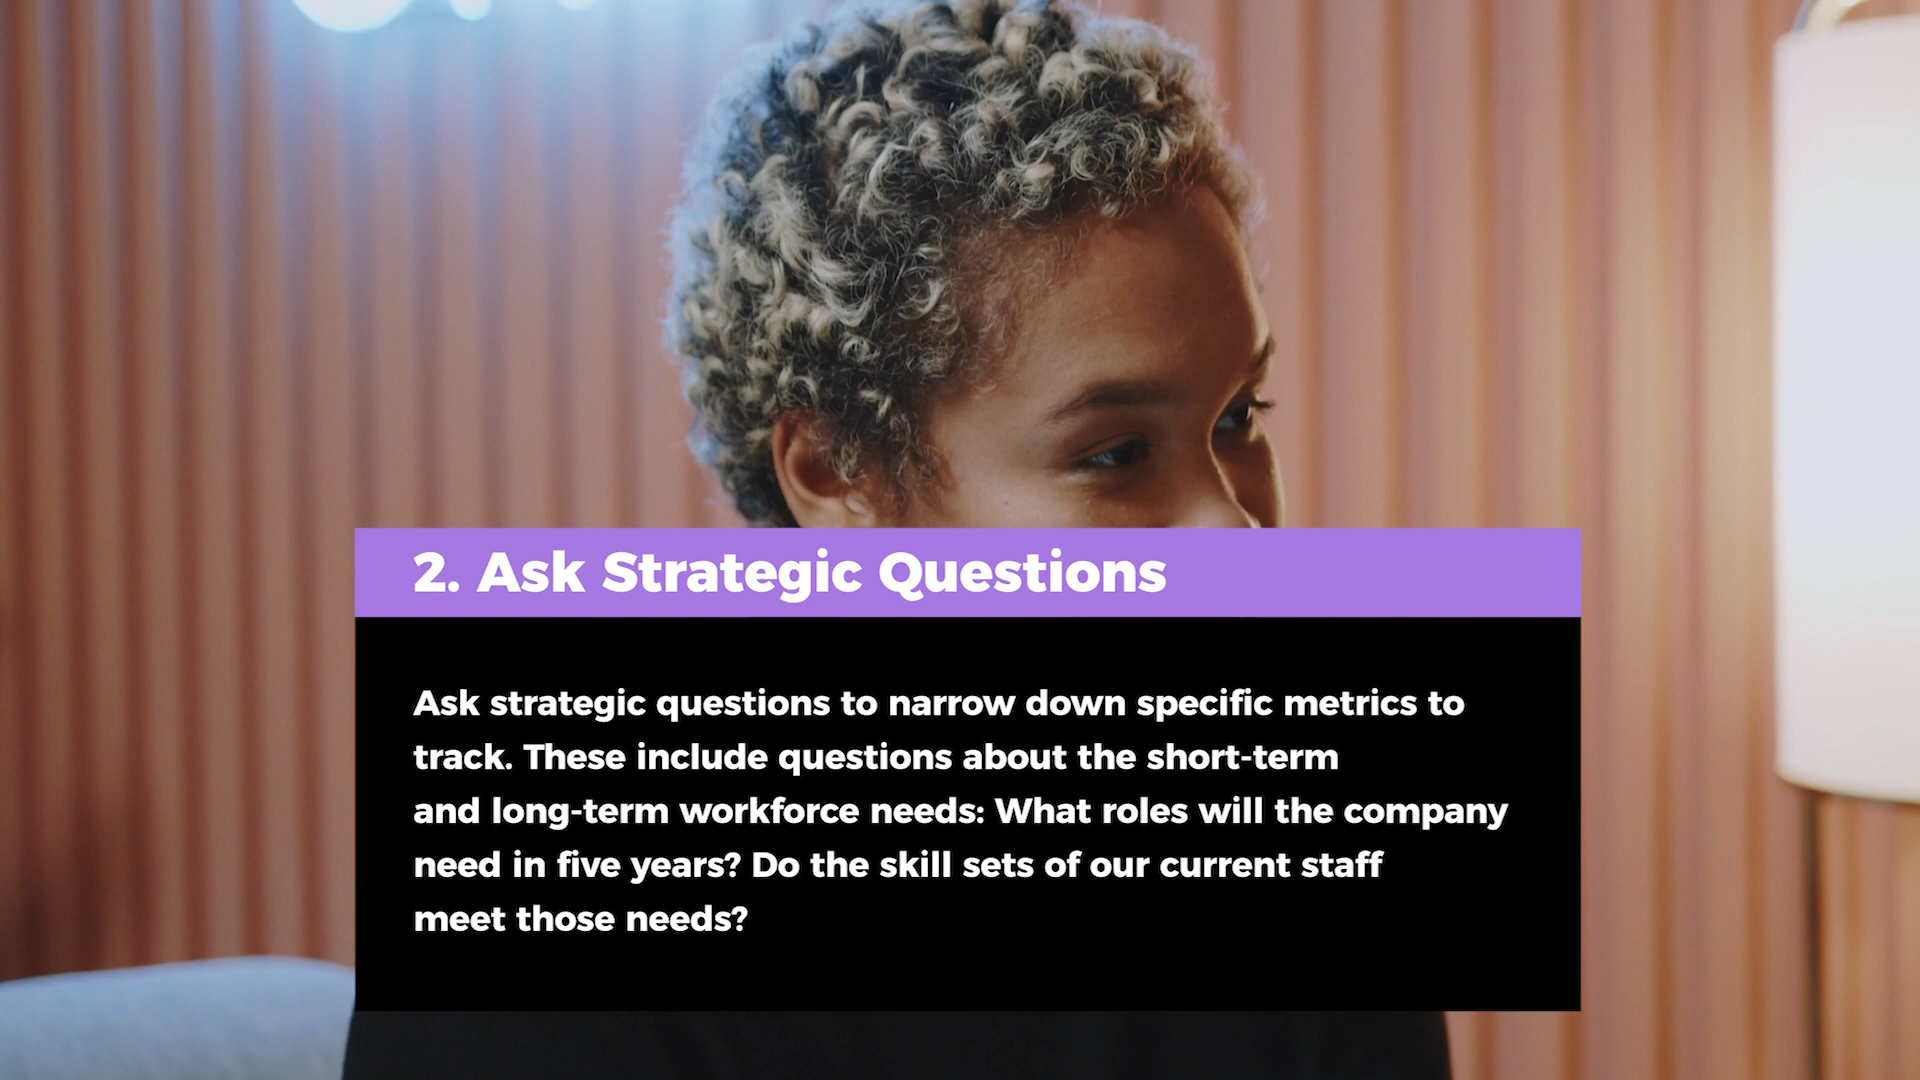 2. Ask Strategic Questions
Ask strategic questions to narrow down specific metrics to
track. These include questions about the short-term
and long-term workforce needs: What roles will the company
need in five years? Do the skill sets of our current staff
meet those needs?